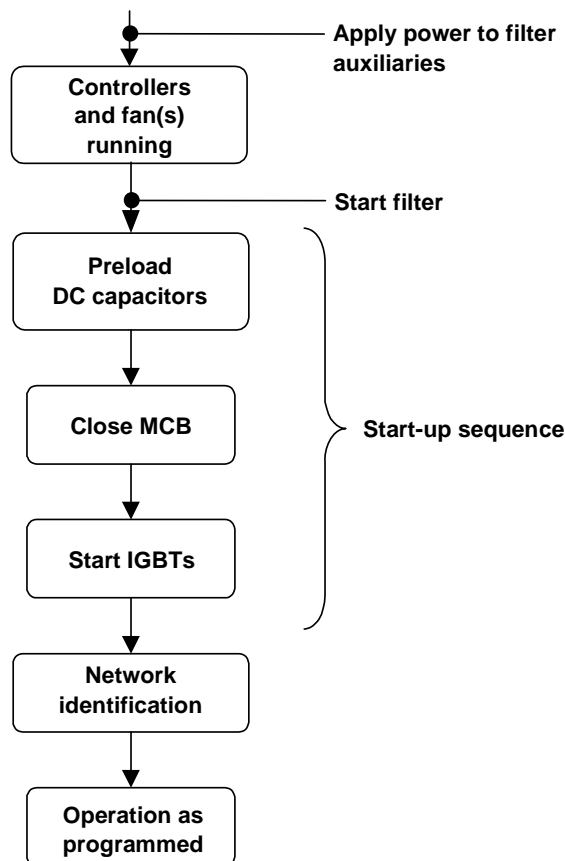 Apply power to filter
auxiliaries
Controllers
and fan(s)
running
Start filter
Preload
DC capacitors
Close MCB
Start-up sequence
Start IGBTs
Network
identification
Operation as
programmed